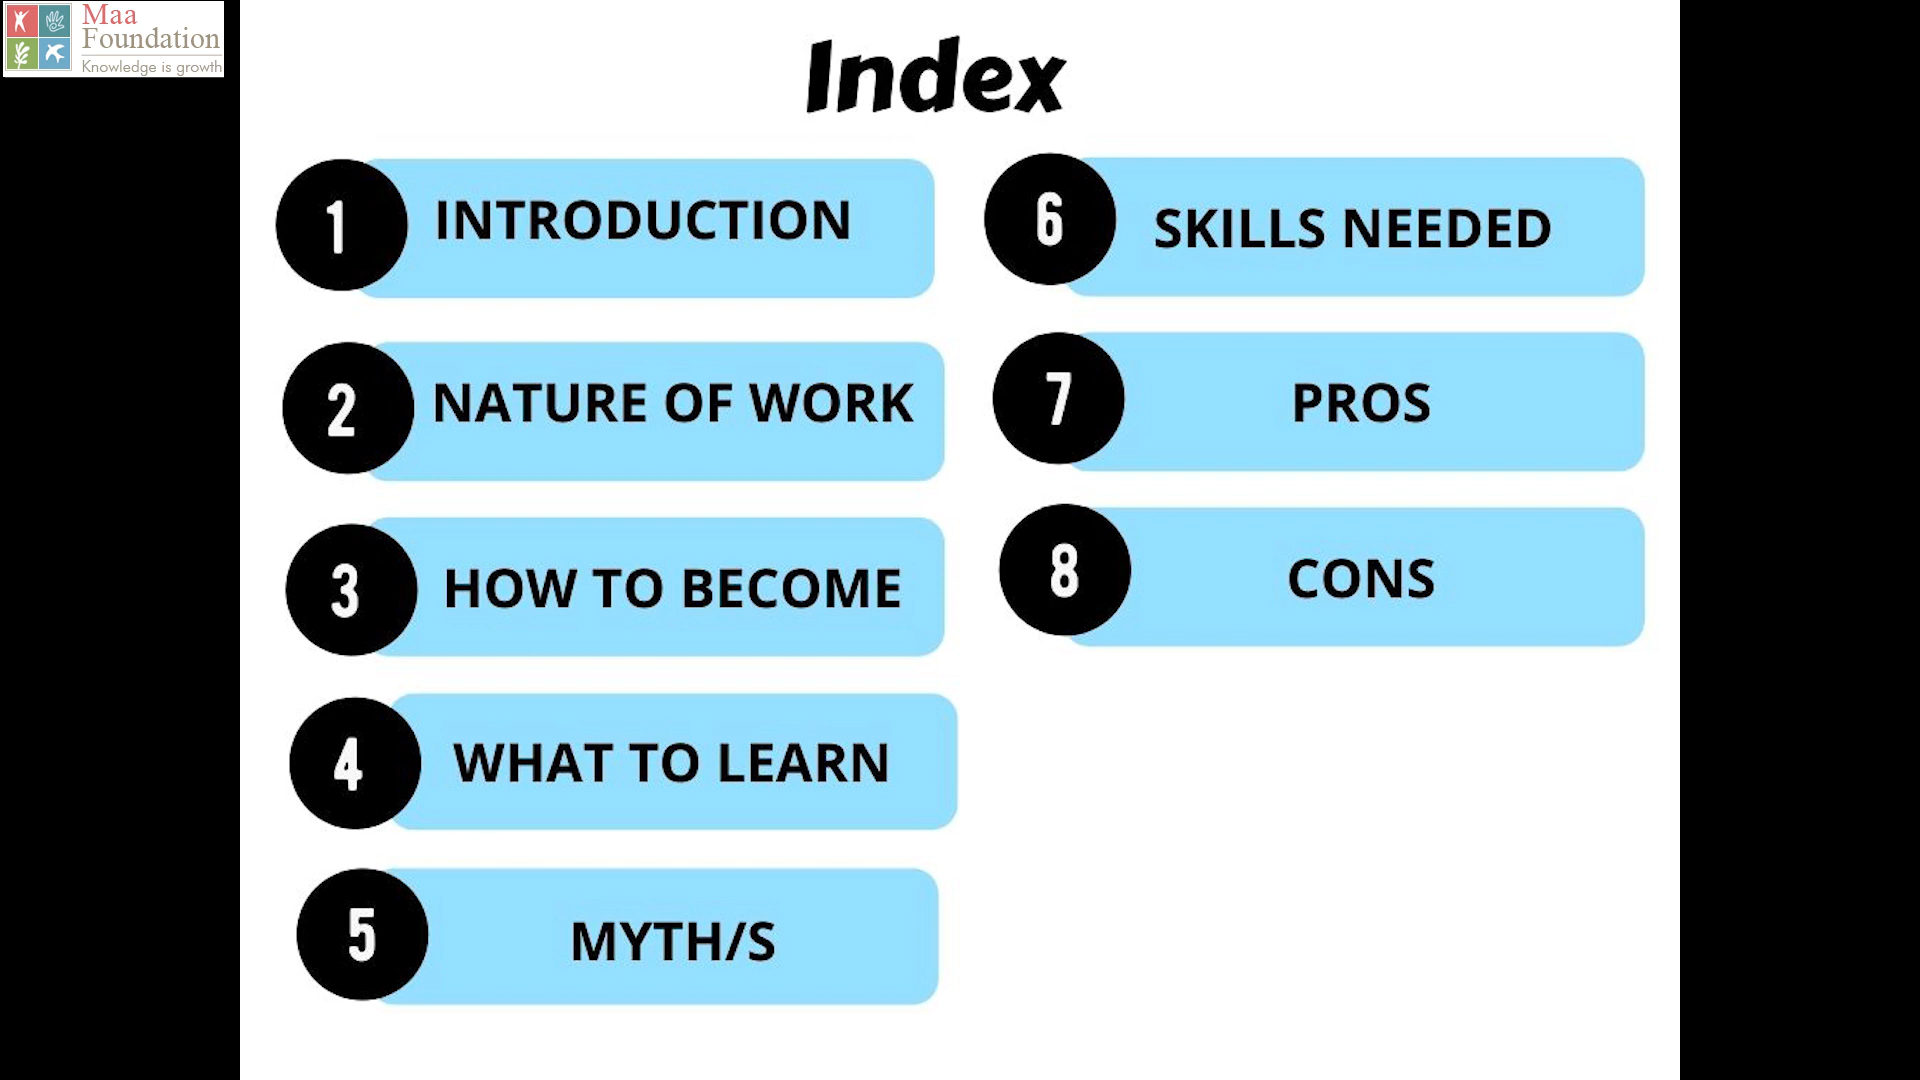 Maa
Foundation
Knowledge is growth
Index
1 INTRODUCTION
2 NATURE OF WORK
3 HOW TO BECOME
4 WHAT TO LEARN
5 MYTH/S
6 SKILLS NEEDED
7 PROS
8 CONS